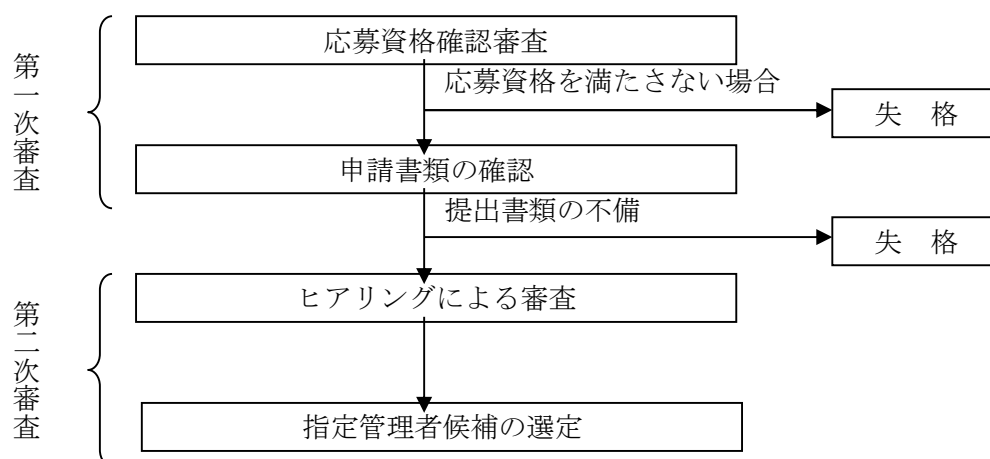 第一次審査
応募資格確認審査
応募資格を満たさない場合
失　格
申請書類の確認
提出書類の不備
失　格
第二次審査
ヒアリングによる審査
指定管理者候補の選定